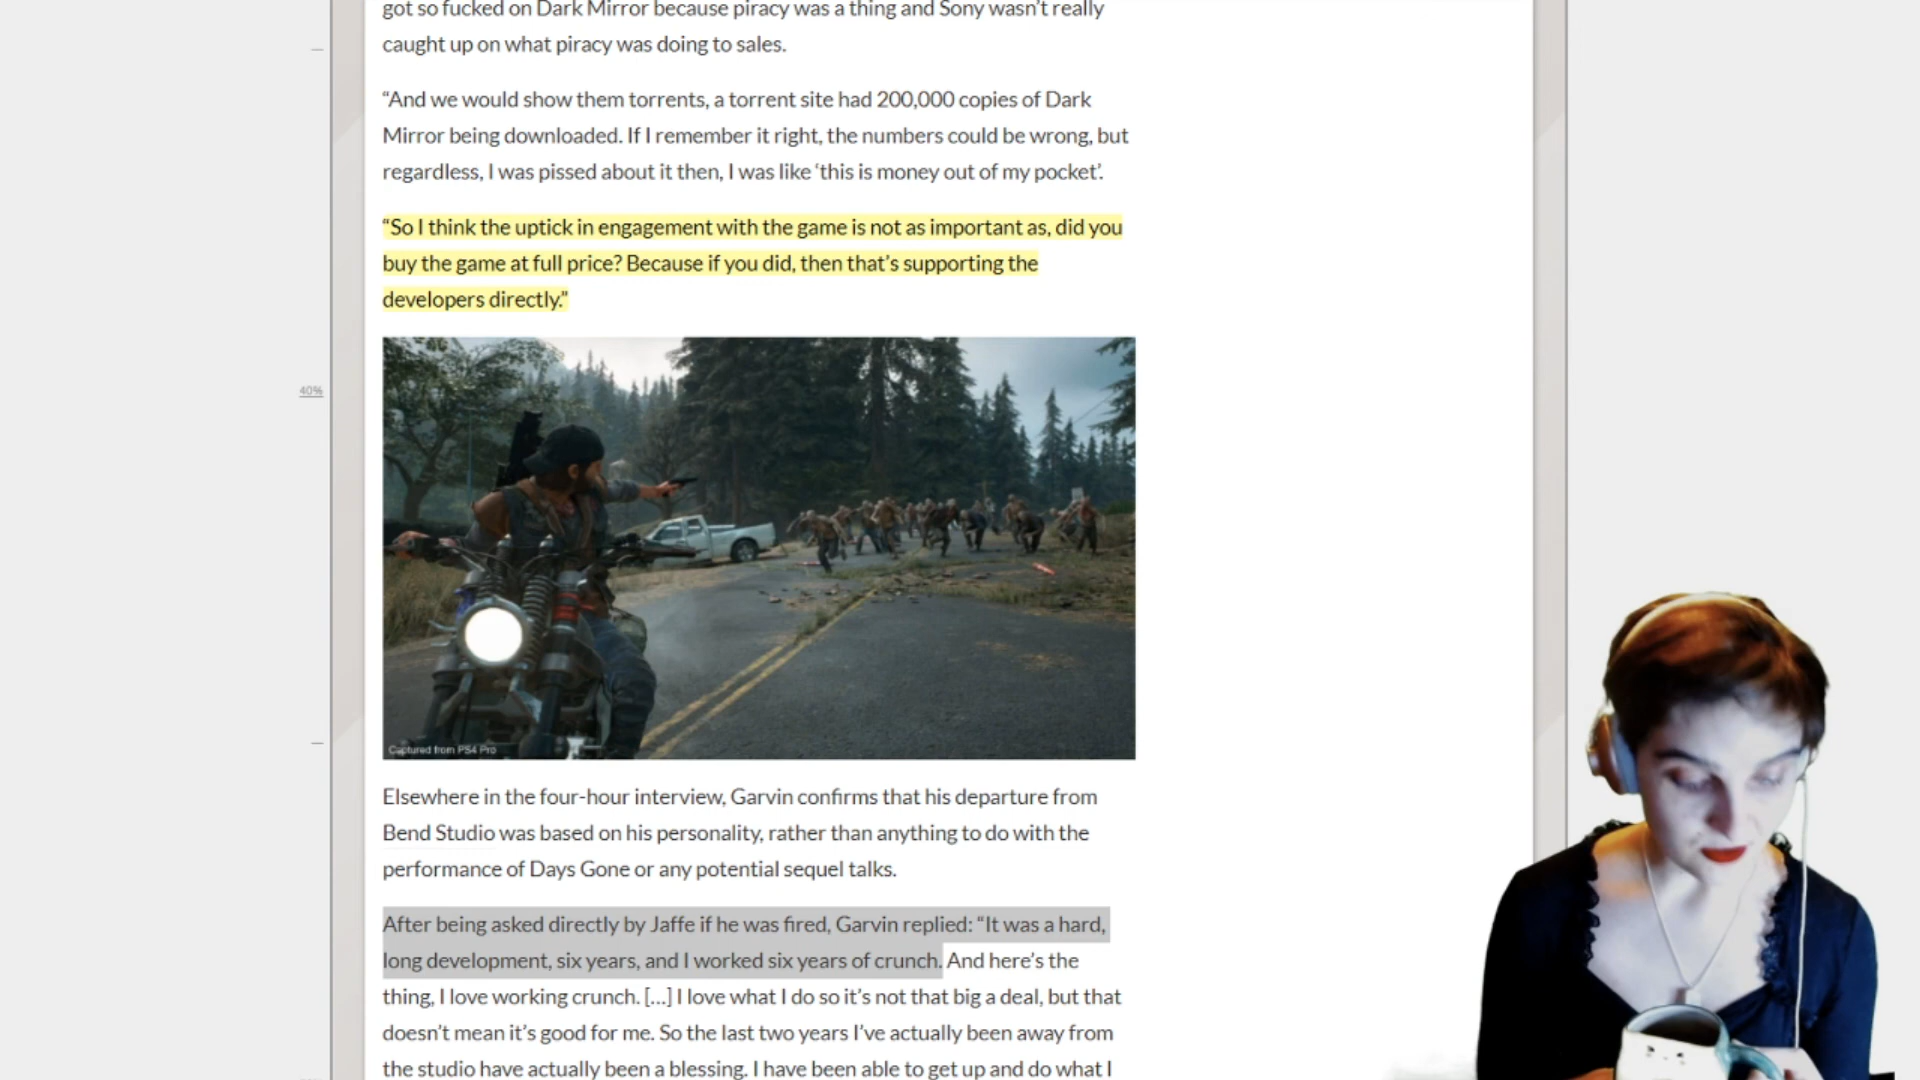 got so fucked on Dark Mirror because piracy was a thing and Sony wasn’t really
caught up on what piracy was doing to sales.
“And we would show them torrents, a torrent site had 200,000 copies of Dark
Mirror being downloaded. If I remember it right, the numbers could be wrong, but
regardless, I was pissed about it then, I was like ‘this is money out of my pocket’.
“So I think the uptick in engagement with the game is not as important as, did you
buy the game at full price? Because if you did, then that’s supporting the
developers directly.”
40%
Captured from PS4 Pro
Elsewhere in the four-hour interview, Garvin confirms that his departure from
Bend Studio was based on his personality, rather than anything to do with the
performance of Days Gone or any potential sequel talks.
After being asked directly by Jaffe if he was fired, Garvin replied: “It was a hard,
long development, six years, and I worked six years of crunch. And here’s the
thing, I love working crunch. [...] I love what I do so it’s not that big a deal, but that
doesn’t mean it’s good for me. So the last two years I’ve actually been away from
the studio have actually been a blessing. I have been able to get up and do what I